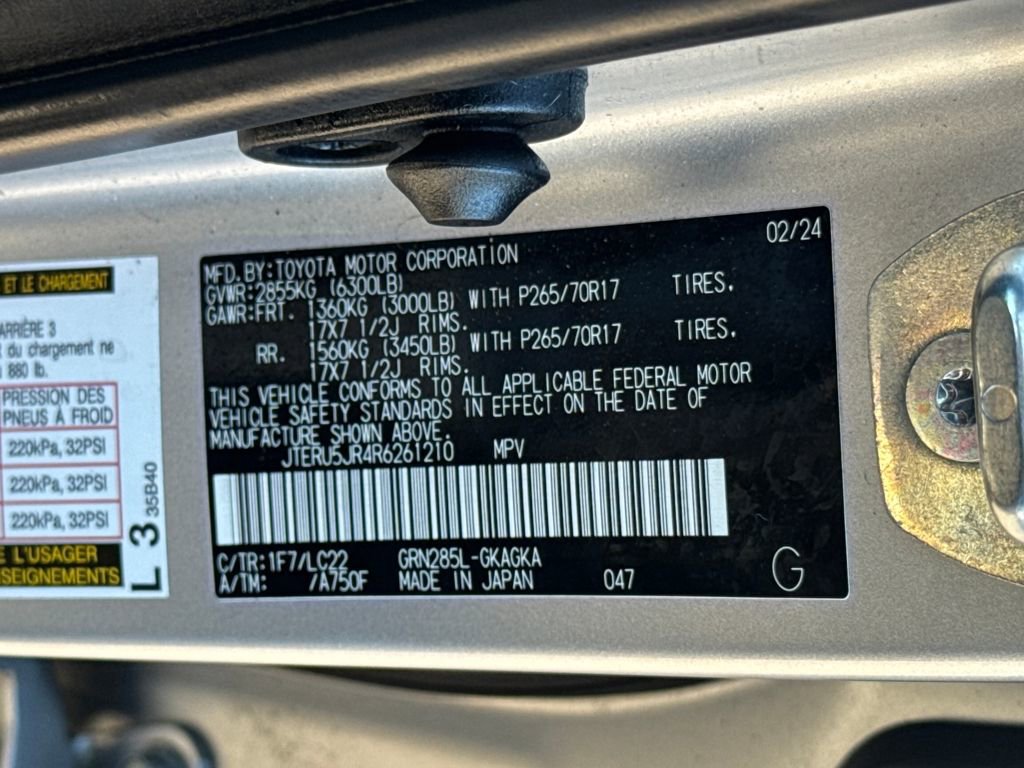 ET LE CHARGEMENT
ARRIÈRE 3
du chargement ne
880 lb.
PRESSION DES
PNEUS À FROID
220kPa, 32PSI
220kPa, 32PSI
220kPa, 32PSI
L'USAGER
L3 35B40
02/24
MFD. BY: TOYOTA MOTOR CORPORATION
GVWR: 2855KG (6300LB)
GAWR: FRT. 1360KG (3000LB) WITH P265/70R17 TIRES.
17X7 1/2J RIMS.
RR. 1560KG (3450LB) WITH P265/70R17 TIRES.
17X7 1/2J RIMS.
THIS VEHICLE CONFORMS TO ALL APPLICABLE FEDERAL MOTOR
VEHICLE SAFETY STANDARDS IN EFFECT ON THE DATE OF
MANUFACTURE SHOWN ABOVE.
JTERU5JR4R6261210 MPV
C/TR: 1F7/LC22 GRN285L-GKAGKA
A/TM: /A750F MADE IN JAPAN 047 G